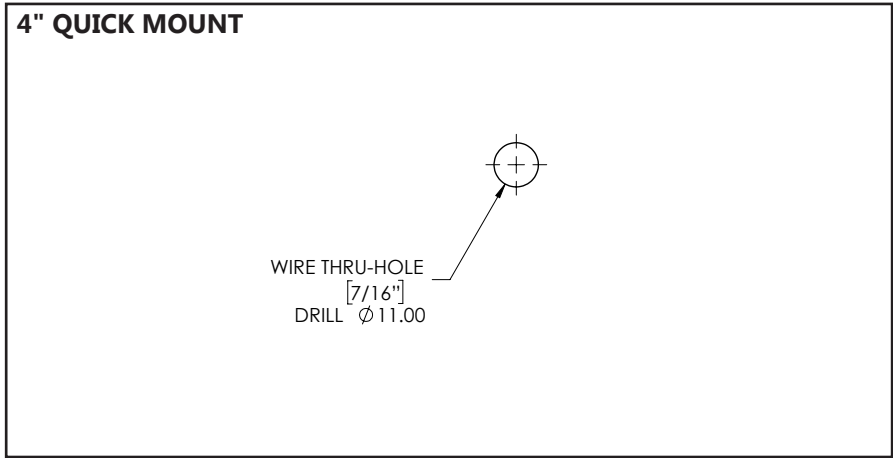 4" QUICK MOUNT
WIRE THRU-HOLE
[7/16”]
DRILL ∅11.00